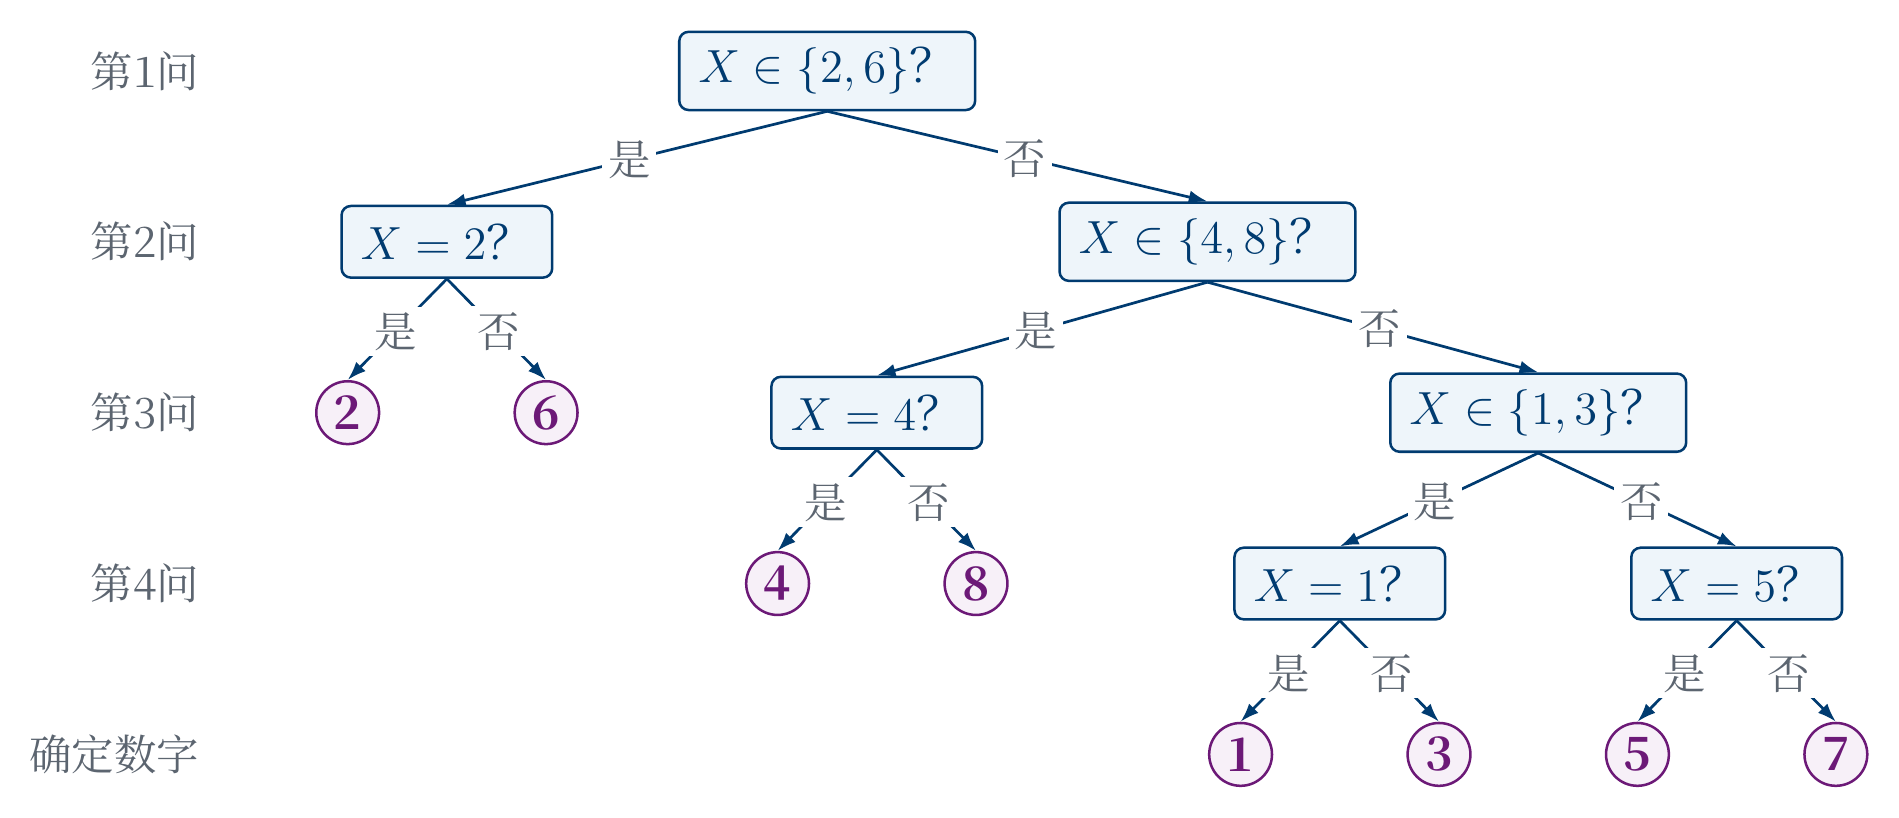 第1问
X ∈ {2, 6}?
是
否
第2问
X = 2?
X ∈ {4, 8}?
是
否
是
否
第3问
2
6
X = 4?
X ∈ {1, 3}?
是
否
是
否
第4问
4
8
X = 1?
X = 5?
是
否
是
否
确定数字
1
3
5
7